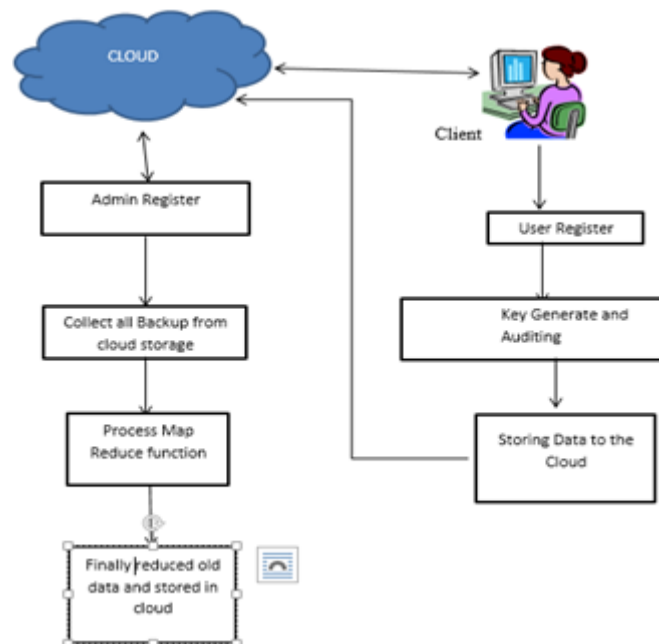 CLOUD
Client
Admin Register
User Register
Collect all Backup from
cloud storage
Key Generate and
Auditing
Process Map
Reduce function
Storing Data to the
Cloud
Finally reduced old
data and stored in
cloud